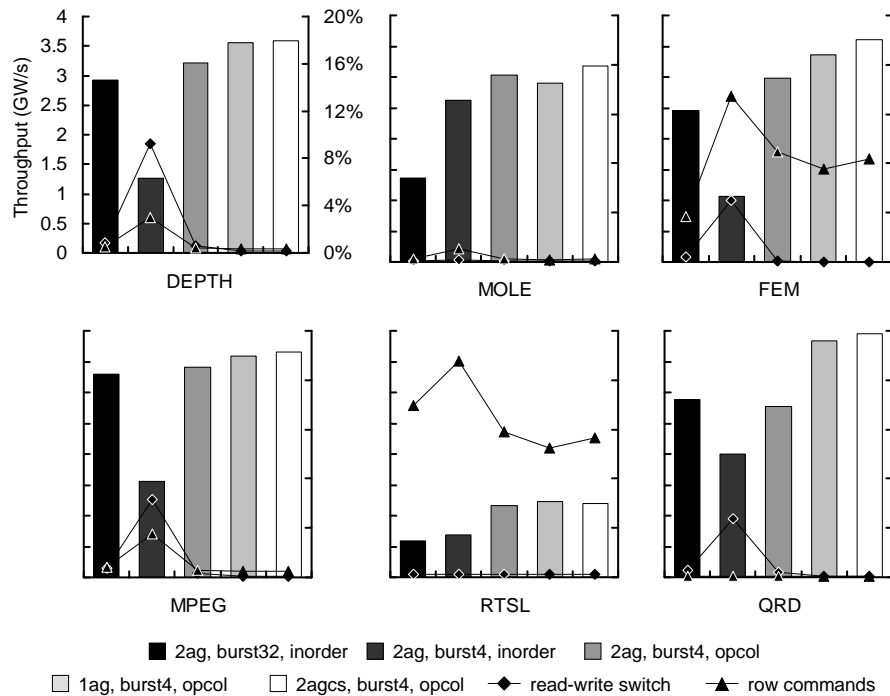 Throughput (GW/s)
4
3.5
3
2.5
2
1.5
1
0.5
0
20%
16%
12%
8%
4%
0%
DEPTH
MOLE
FEM
MPEG
RTSL
QRD
2ag, burst32, inorder
2ag, burst4, inorder
2ag, burst4, opcol
1ag, burst4, opcol
2agcs, burst4, opcol
read-write switch
row commands